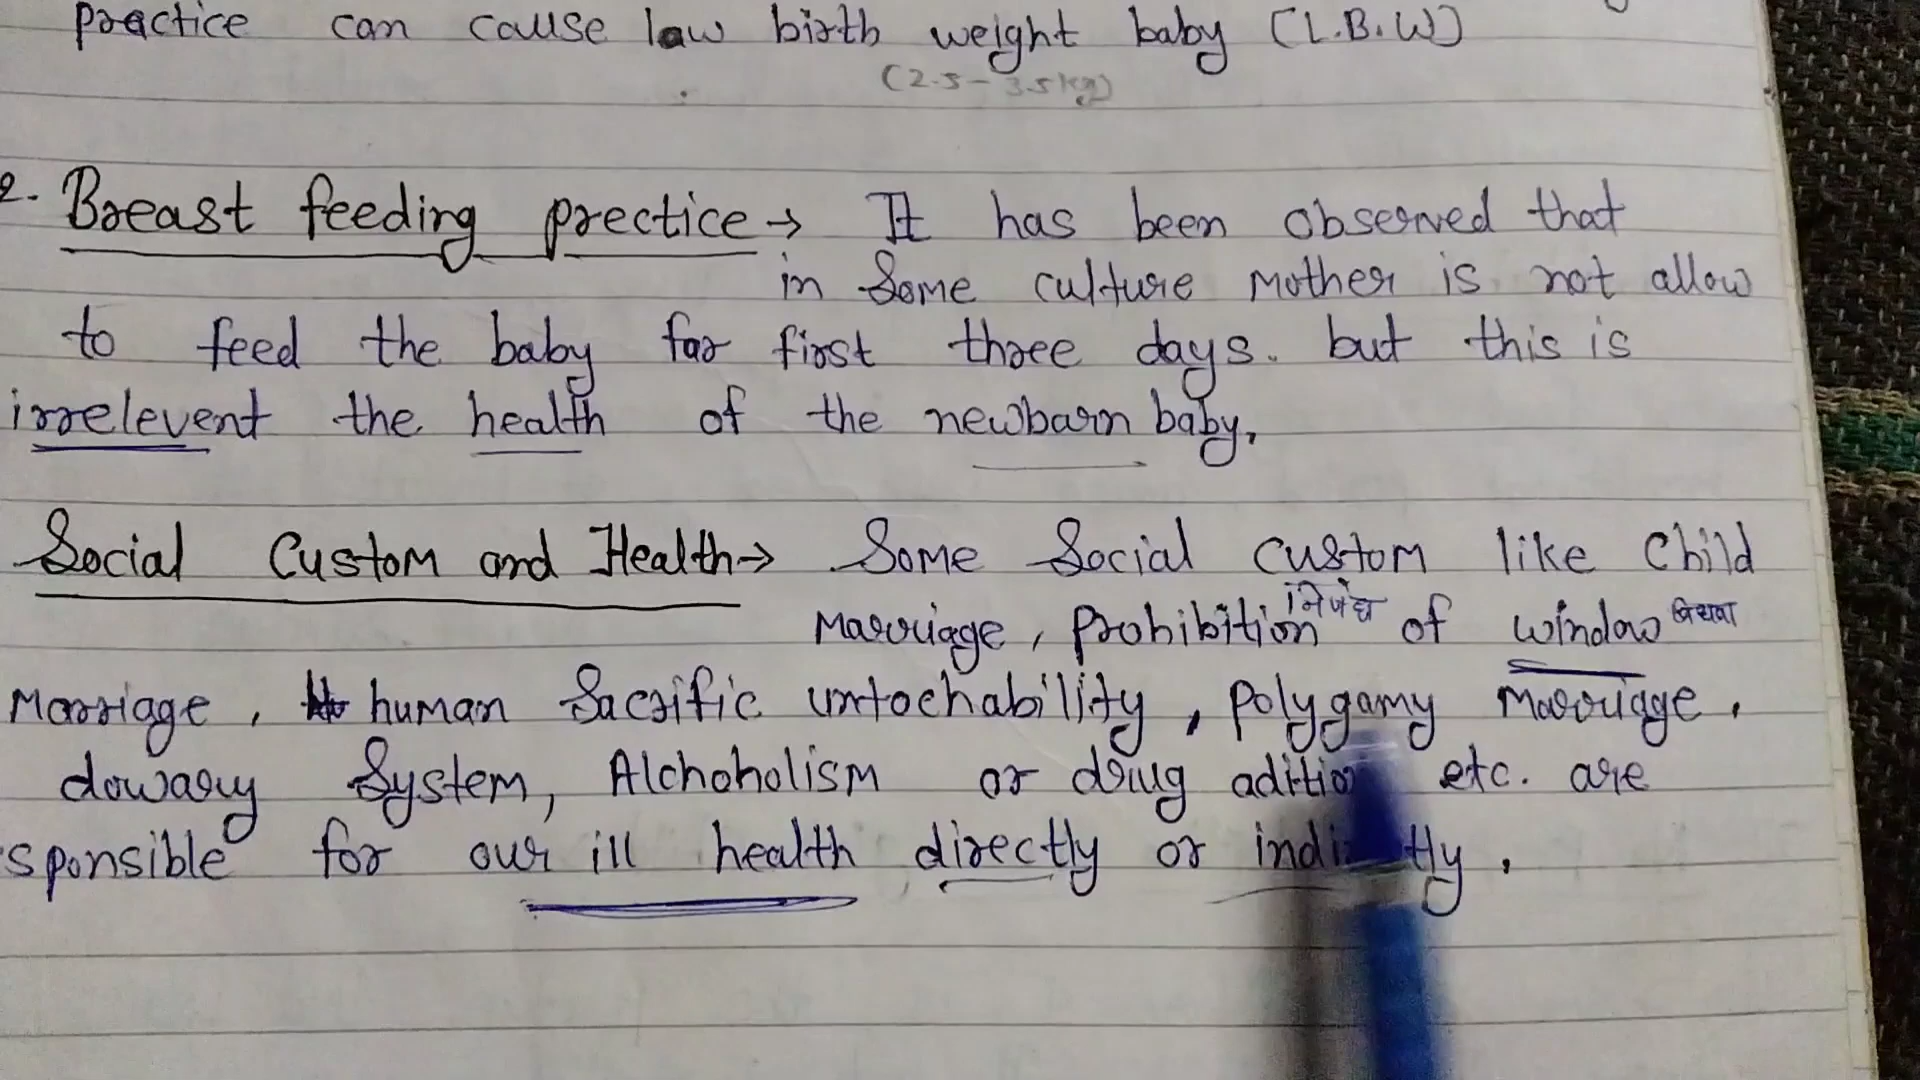 practice can cause law birth weight baby (L.B.W)
(2.5-3.5kg)
2. Breast feeding prectice → It has been observed that
in Some culture Mother is not allow
to feed the baby for first three days. but this is
irrelevent the health of the newbarn baby.
Social Custom and Health → Some Social Custom like Child
Marriage, prohibition of window विधवा
Marriage, human Sacrific untochability, polygamy Marriage,
dowary System, Alchoholism or drug adition etc. are
sponsible for our ill health directly or